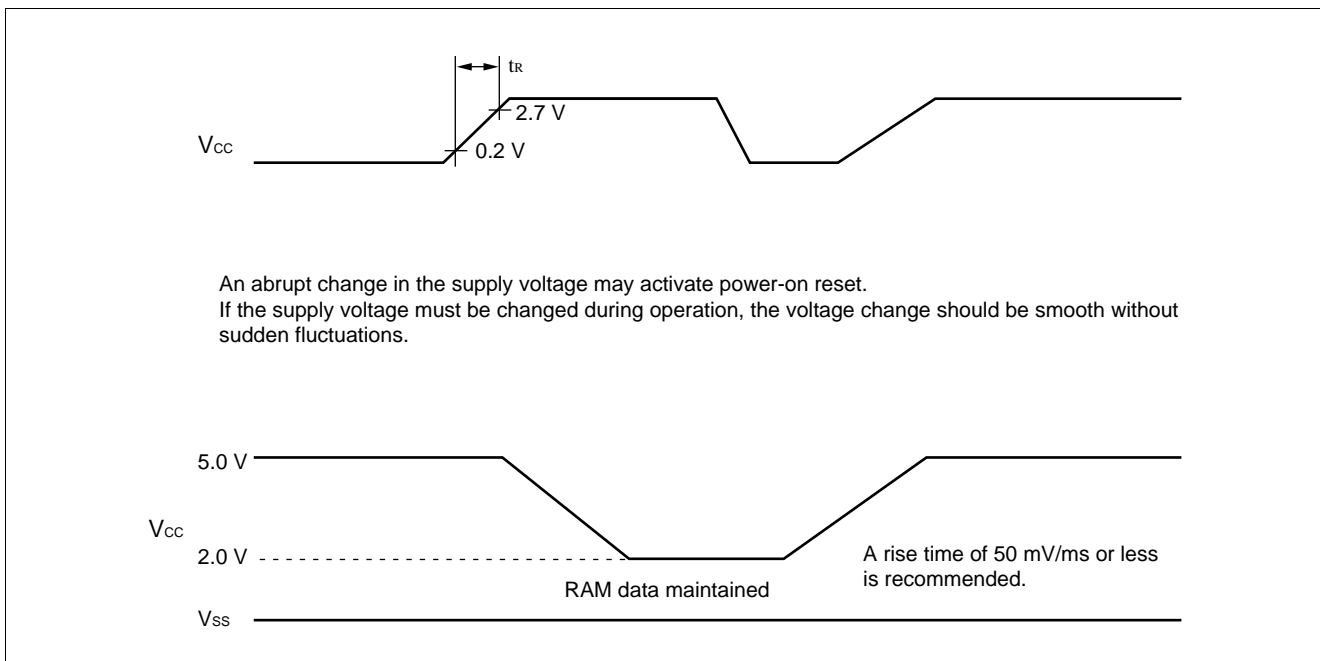 tR
2.7 V
VCC
0.2 V
An abrupt change in the supply voltage may activate power-on reset.
If the supply voltage must be changed during operation, the voltage change should be smooth without
sudden fluctuations.
5.0 V
VCC
2.0 V
A rise time of 50 mV/ms or less
is recommended.
RAM data maintained
VSS